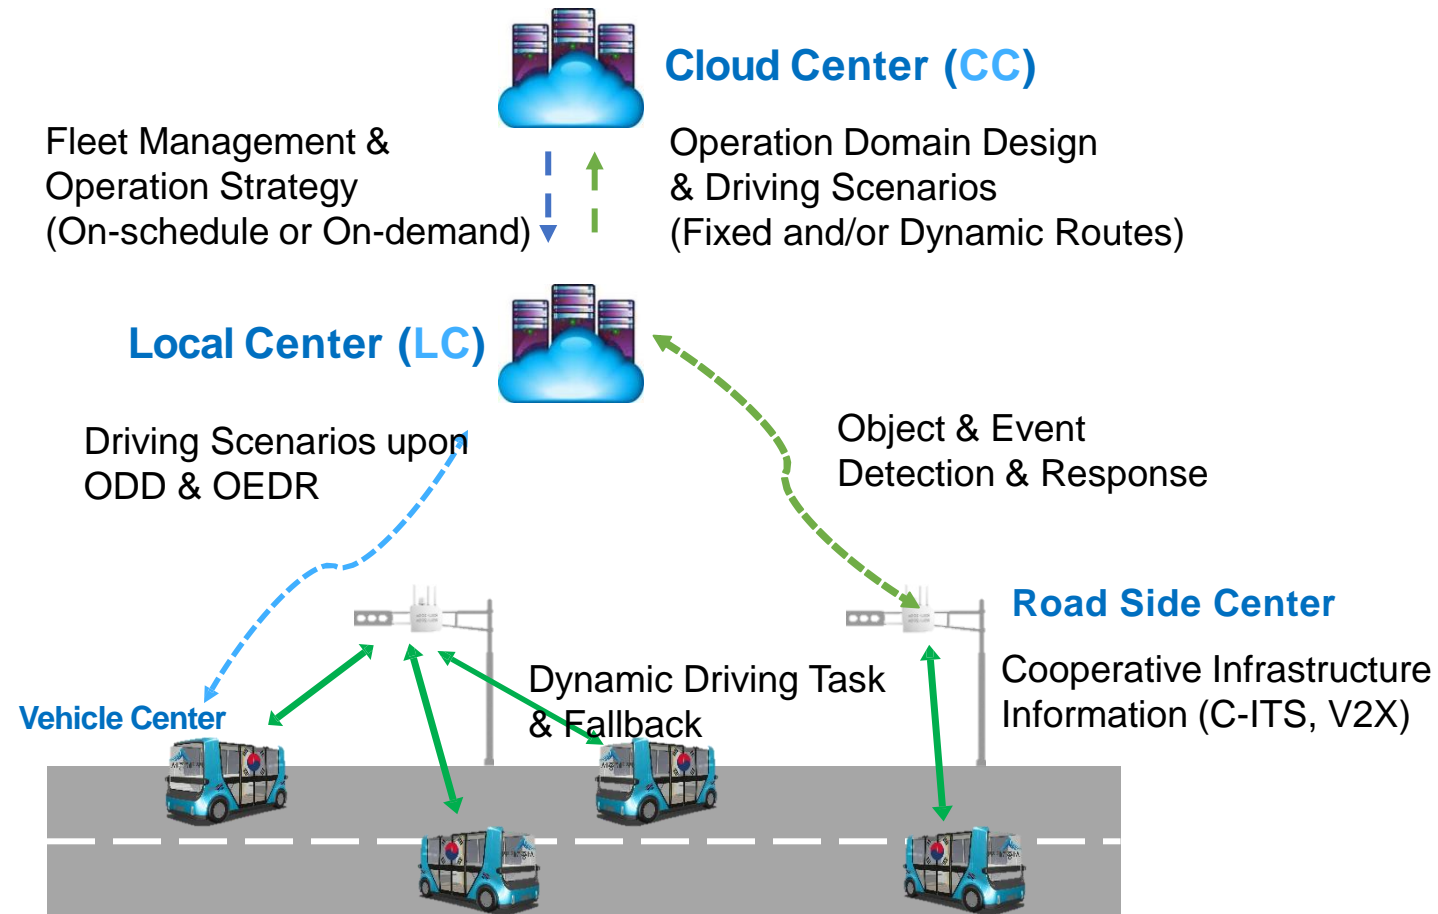 Cloud Center (CC)
Fleet Management &
Operation Strategy
(On-schedule or On-demand)
Operation Domain Design
& Driving Scenarios
(Fixed and/or Dynamic Routes)
Local Center (LC)
Driving Scenarios upon
ODD & OEDR
Object & Event
Detection & Response
Road Side Center
Cooperative Infrastructure
Information (C-ITS, V2X)
Dynamic Driving Task
& Fallback
Vehicle Center